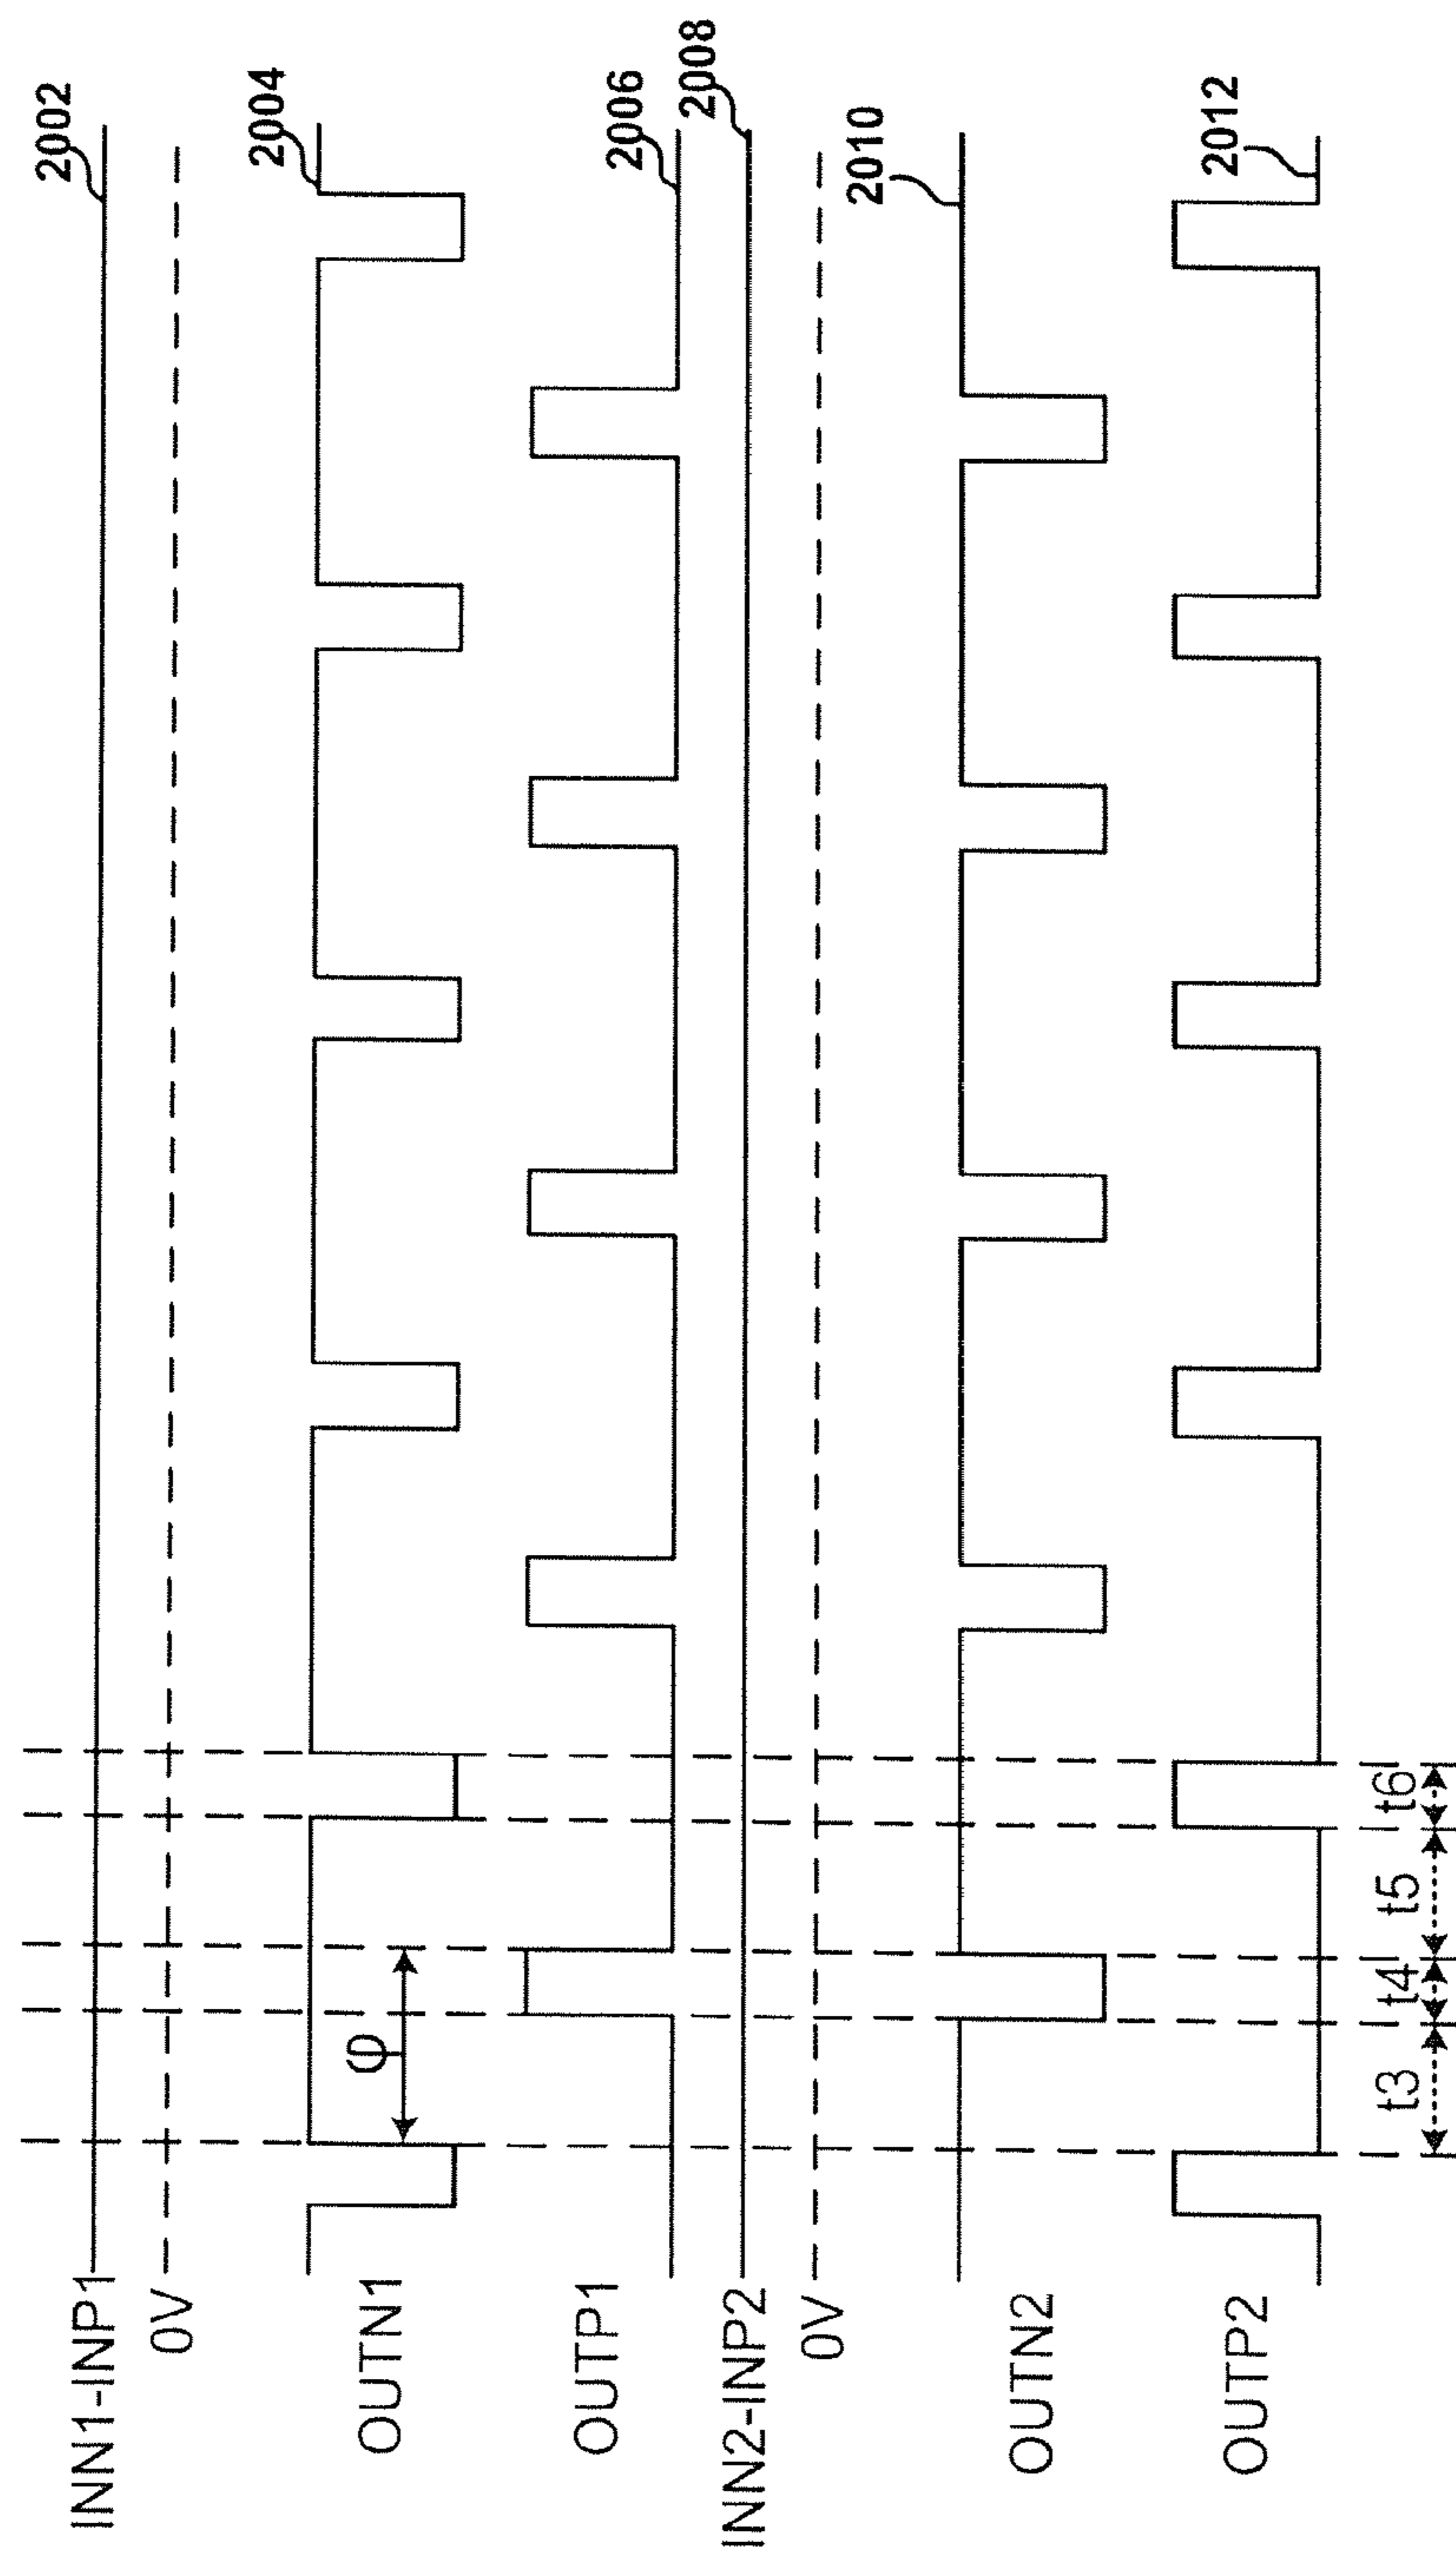 INN1-INP1
2002
0V
OUTN1
2004
φ
OUTP1
2006
INN2-INP2
2008
0V
OUTN2
2010
OUTP2
2012
t3
t4
t5
t6